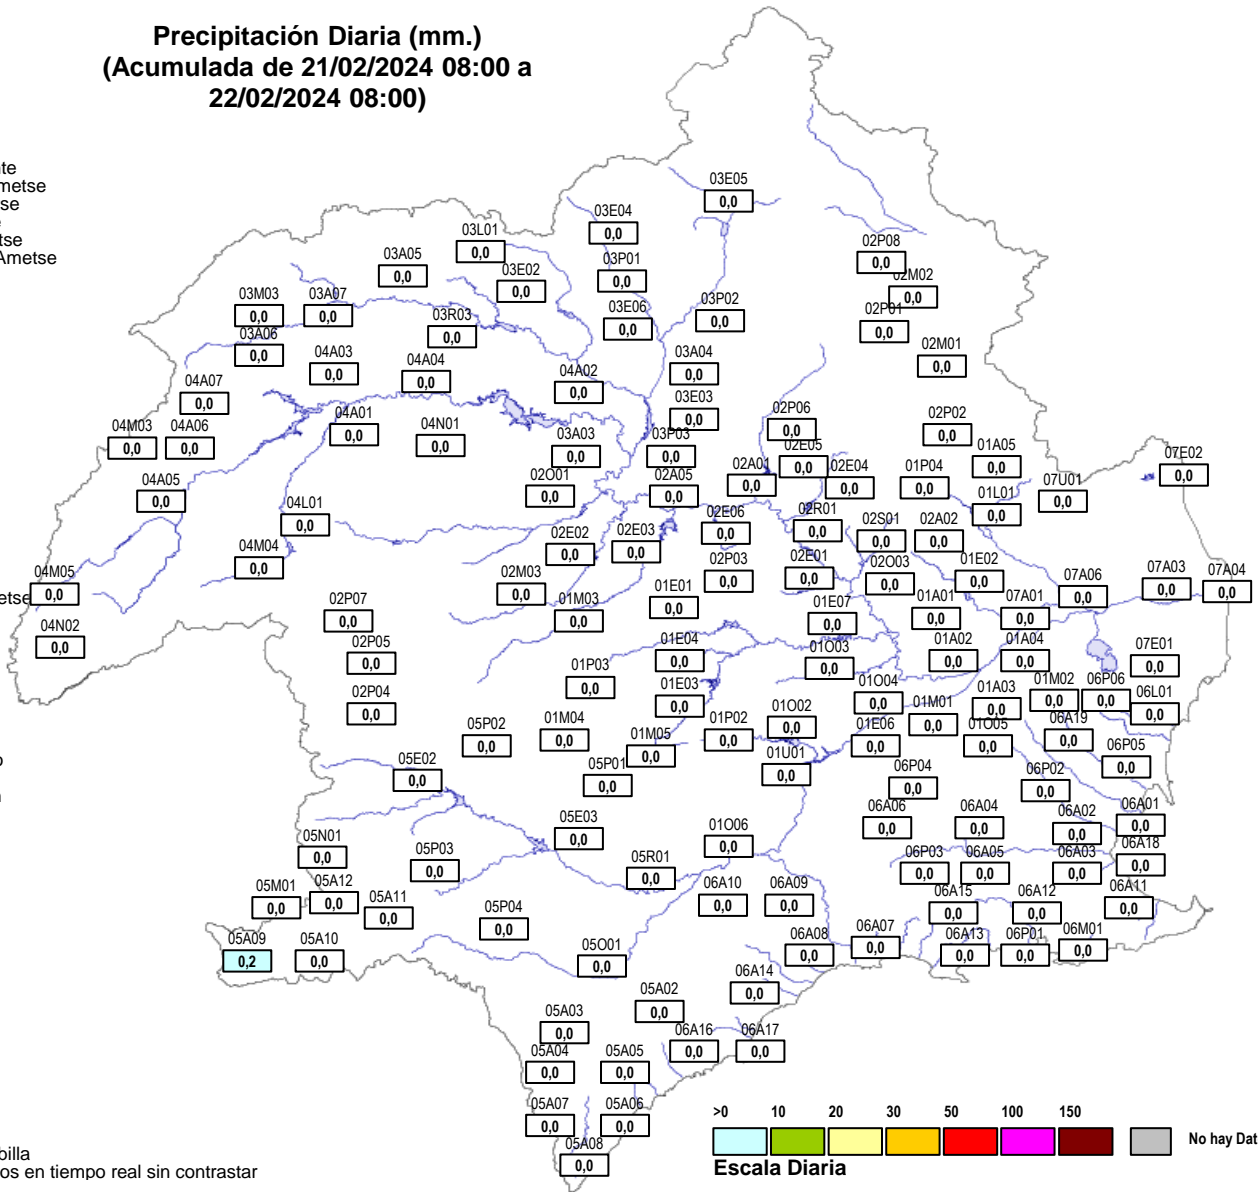 Precipitación Diaria (mm.)
(Acumulada de 21/02/2024 08:00 a
22/02/2024 08:00)
03E05
0,0
03E04
0,0
03L01
0,0
02P08
0,0
03A05
0,0
03P01
0,0
03E02
0,0
02M02
0,0
03M03
0,0
03A07
0,0
03P02
0,0
03E06
0,0
02P01
0,0
03R03
0,0
03A06
0,0
02M01
0,0
04A03
0,0
04A04
0,0
03A04
0,0
04A02
0,0
04A07
0,0
03E03
0,0
02P06
0,0
04A01
0,0
02P02
0,0
04M03
0,0
04A06
0,0
04N01
0,0
03A03
0,0
03P03
0,0
02E05
0,0
01A05
0,0
07E02
0,0
02A01
0,0
02E04
0,0
01P04
0,0
04A05
0,0
02O01
0,0
02A05
0,0
07U01
0,0
01L01
0,0
04L01
0,0
02R01
0,0
02E06
0,0
02S01
0,0
02A02
0,0
02E02
0,0
02E03
0,0
04M04
0,0
02P03
0,0
02E01
0,0
02O03
0,0
01E02
0,0
04M05
0,0
02M03
0,0
07A06
0,0
07A03
0,0
07A04
0,0
etse
02P07
0,0
01M03
0,0
01E01
0,0
01E07
0,0
01A01
0,0
07A01
0,0
04N02
0,0
02P05
0,0
01E04
0,0
01O03
0,0
01A02
0,0
01A04
0,0
07E01
0,0
01P03
0,0
02P04
0,0
01E03
0,0
01O04
0,0
01A03
0,0
01M02
0,0
06P06
0,0
06L01
0,0
05P02
0,0
01M04
0,0
01P02
0,0
01O02
0,0
01M01
0,0
01M05
0,0
01E06
0,0
01O05
0,0
06A19
0,0
05E02
0,0
05P01
0,0
01U01
0,0
06P04
0,0
06P02
0,0
06P05
0,0
05E03
0,0
01O06
0,0
06A06
0,0
06A04
0,0
06A02
0,0
06A01
0,0
05N01
0,0
05P03
0,0
05R01
0,0
06P03
0,0
06A05
0,0
06A03
0,0
06A18
0,0
05M01
0,0
05A12
0,0
05A11
0,0
06A10
0,0
06A09
0,0
06A15
0,0
06A12
0,0
06A11
0,0
05P04
0,0
05A09
0,2
05A10
0,0
05O01
0,0
06A08
0,0
06A07
0,0
06A13
0,0
06P01
0,0
06M01
0,0
06A14
0,0
05A02
0,0
05A03
0,0
06A16
0,0
06A17
0,0
05A04
0,0
05A05
0,0
05A07
0,0
05A06
0,0
05A08
0,0
>0 10 20 30 50 100 150
No hay Dat
Escala Diaria
billa
os en tiempo real sin contrastar